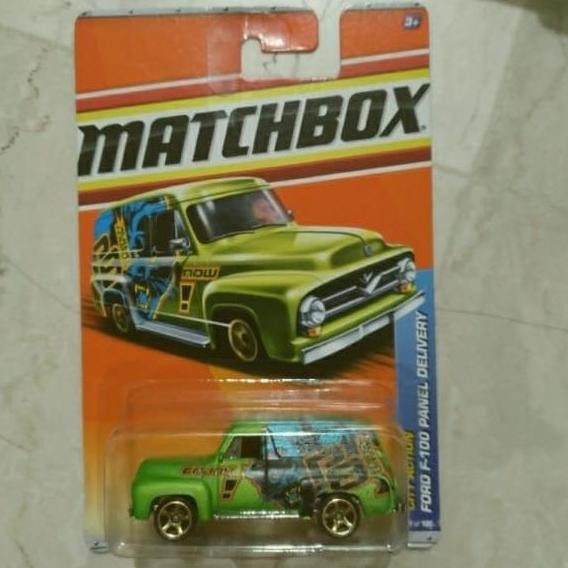 3+
MATCHBOX
now
CITY ACTION
FORD F-100 PANEL DELIVERY